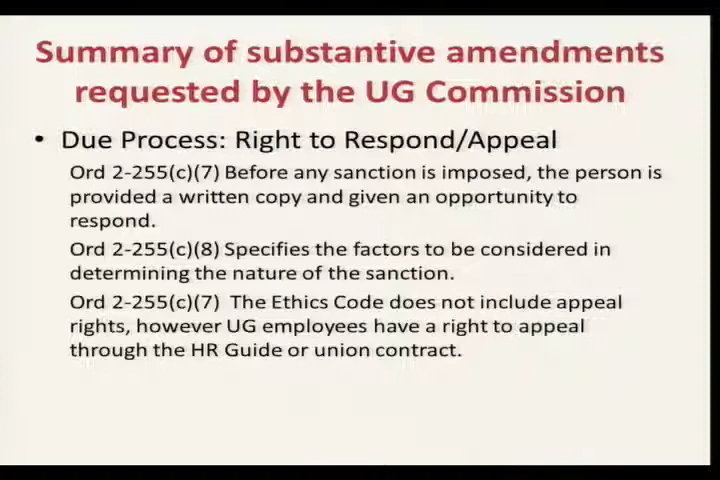 Summary of substantive amendments
requested by the UG Commission
• Due Process: Right to Respond/Appeal
Ord 2-255(c)(7) Before any sanction is imposed, the person is
provided a written copy and given an opportunity to
respond.
Ord 2-255(c)(8) Specifies the factors to be considered in
determining the nature of the sanction.
Ord 2-255(c)(7)  The Ethics Code does not include appeal
rights, however UG employees have a right to appeal
through the HR Guide or union contract.